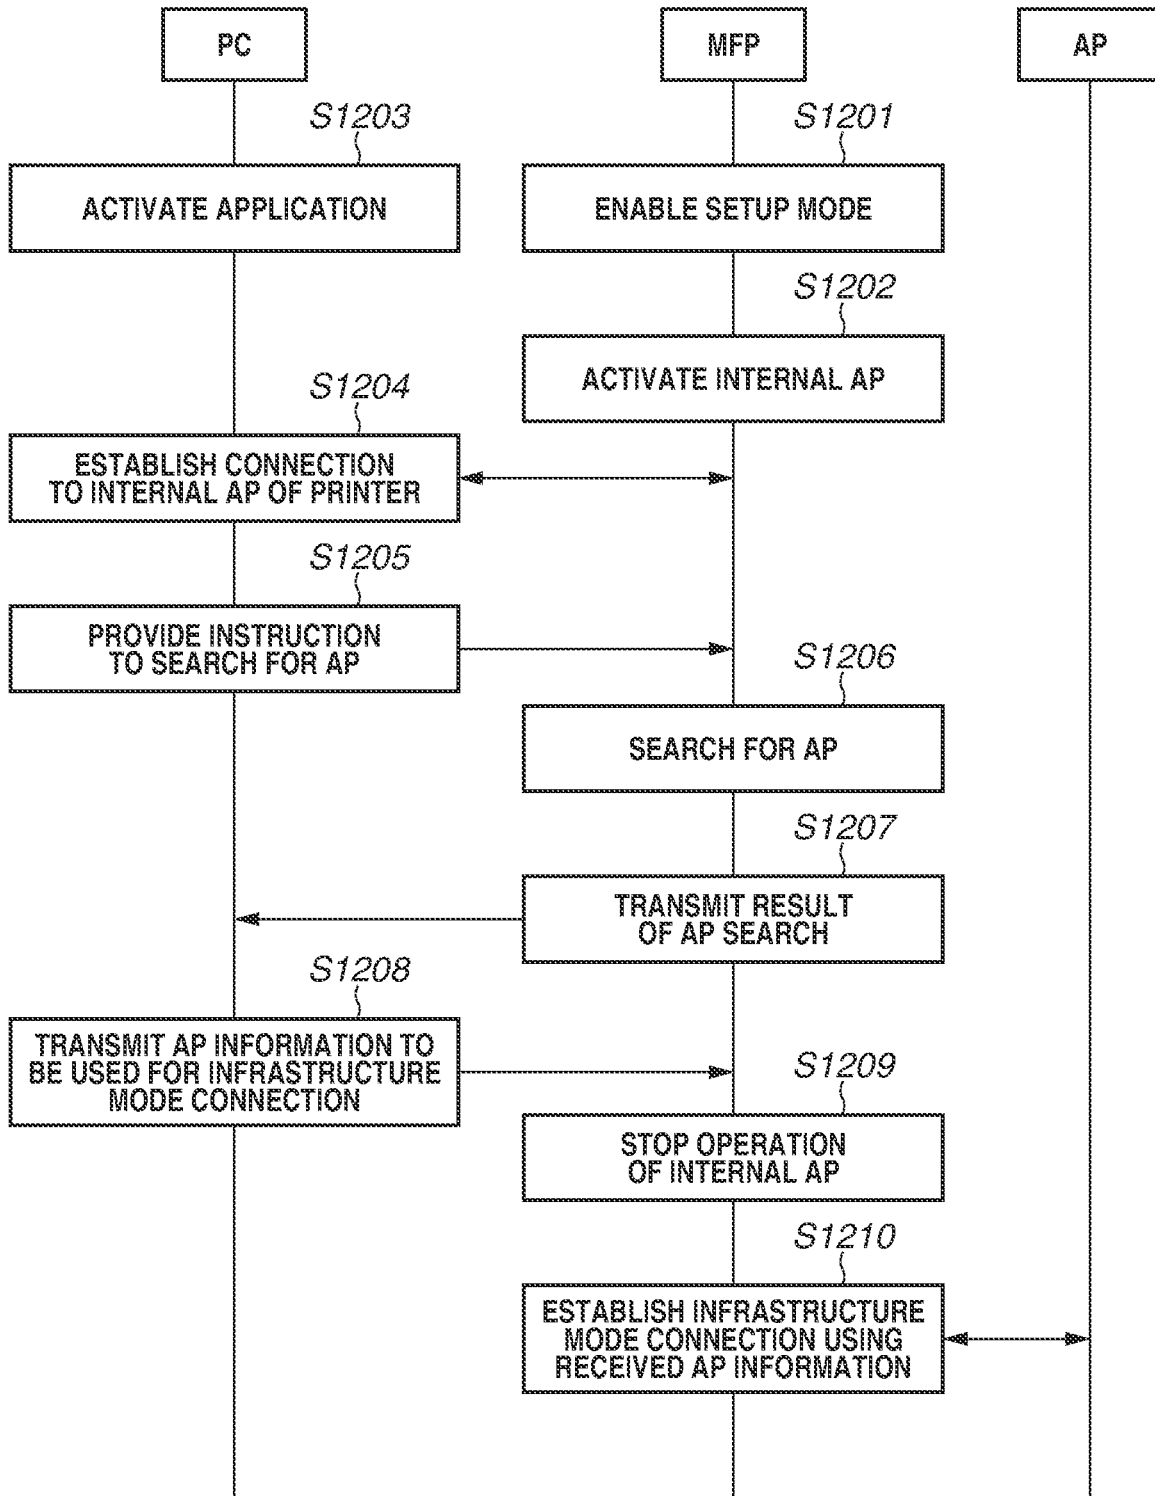 PC
MFP
AP
S1203
S1201
ACTIVATE APPLICATION
ENABLE SETUP MODE
S1202
ACTIVATE INTERNAL AP
S1204
ESTABLISH CONNECTION
TO INTERNAL AP OF PRINTER
S1205
PROVIDE INSTRUCTION
TO SEARCH FOR AP
S1206
SEARCH FOR AP
S1207
TRANSMIT RESULT
OF AP SEARCH
S1208
TRANSMIT AP INFORMATION TO
BE USED FOR INFRASTRUCTURE
MODE CONNECTION
S1209
STOP OPERATION
OF INTERNAL AP
S1210
ESTABLISH INFRASTRUCTURE
MODE CONNECTION USING
RECEIVED AP INFORMATION